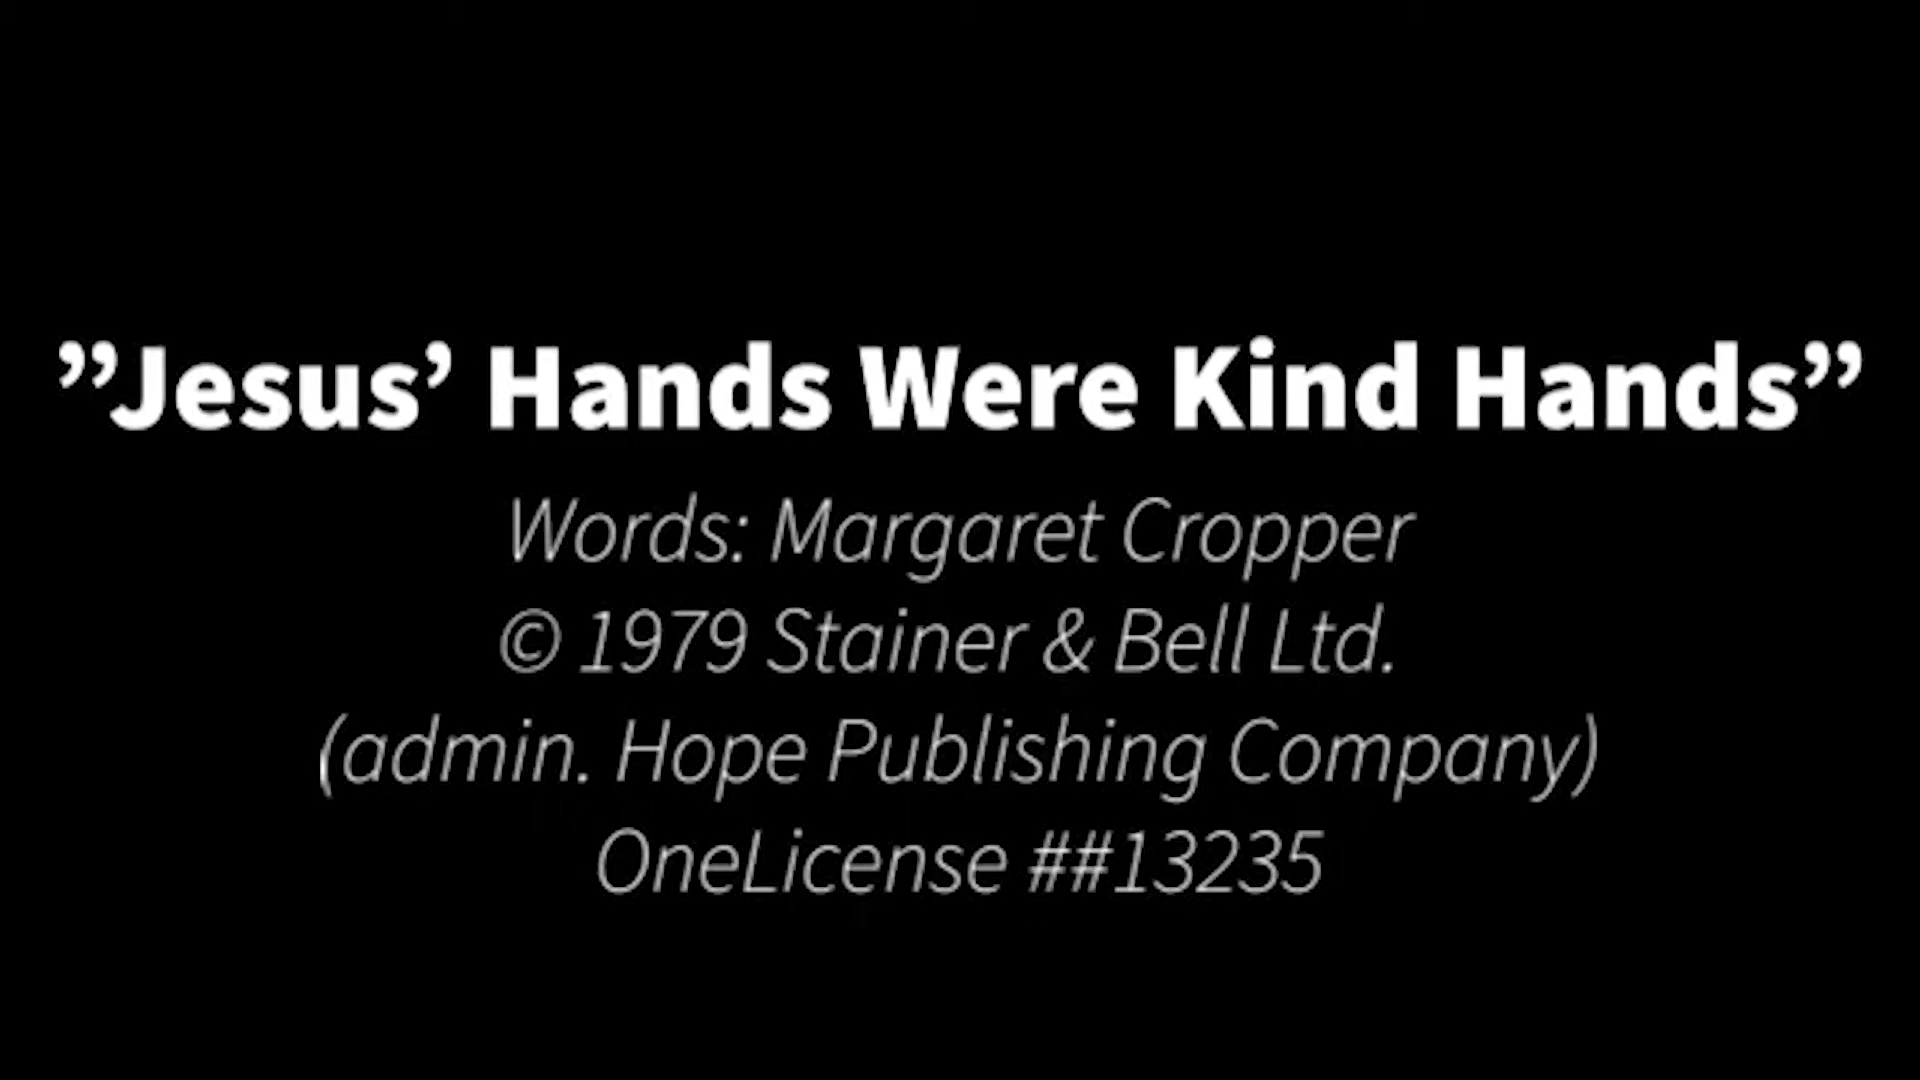 ”Jesus’ Hands Were Kind Hands”
Words: Margaret Cropper
© 1979 Stainer & Bell Ltd.
(admin. Hope Publishing Company)
OneLicense ##13235